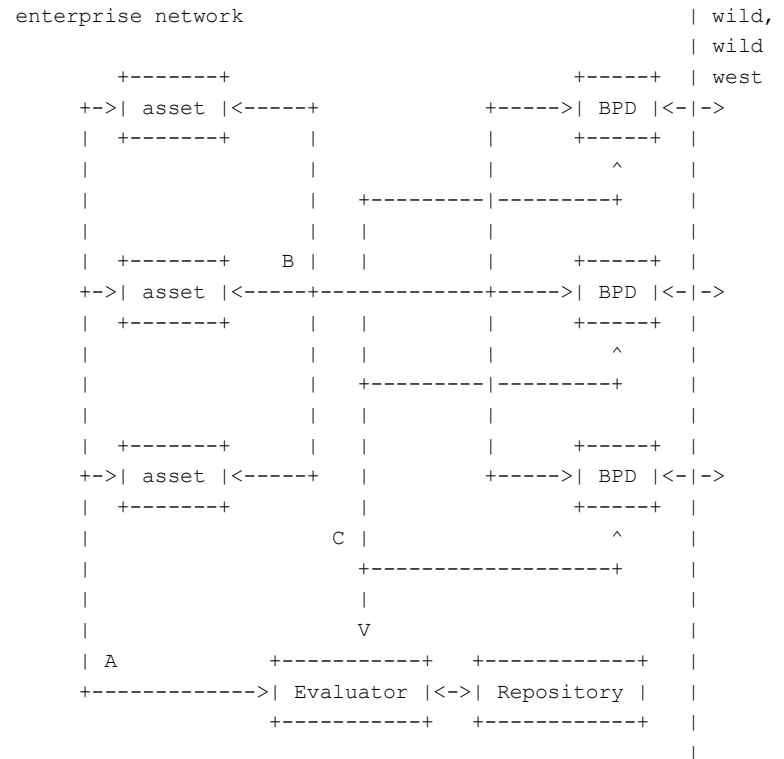 enterprise network | wild,
| wild
| west
asset BPD
B
asset BPD
asset BPD
C
V
A
Evaluator Repository